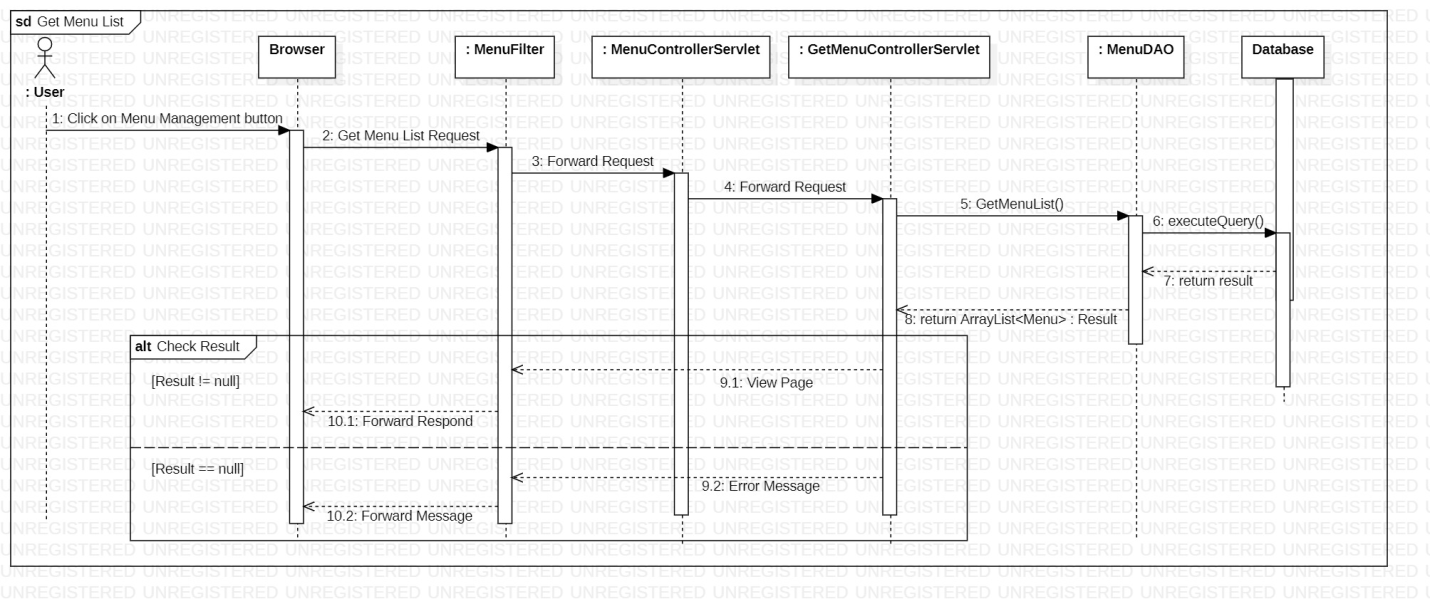 sd Get Menu List
: User
Browser
: MenuFilter
: MenuControllerServlet
: GetMenuControllerServlet
: MenuDAO
Database
1: Click on Menu Management button
2: Get Menu List Request
3: Forward Request
4: Forward Request
5: GetMenuList()
6: executeQuery()
7: return result
8: return ArrayList<Menu> : Result
alt Check Result
[Result != null]
9.1: View Page
10.1: Forward Respond
[Result == null]
9.2: Error Message
10.2: Forward Message
UNREGISTERED